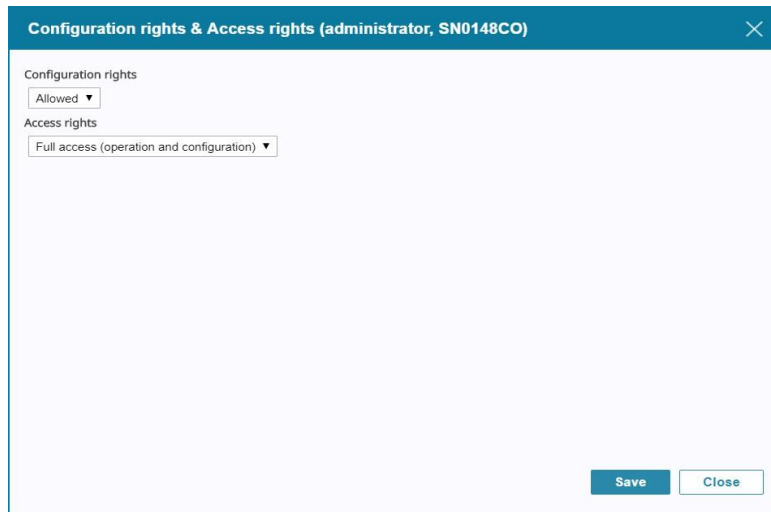 Configuration rights & Access rights (administrator, SN0148CO)
Configuration rights
Allowed
Access rights
Full access (operation and configuration)
Save Close